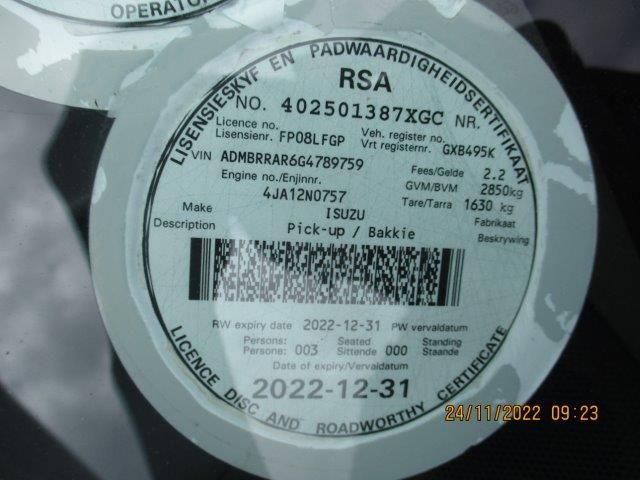 OPERATOR
LISENSIESKYF EN PADWAARDIGHEIDSERTIFIKAAT
RSA
NO. 402501387XGC NR.
Licence no. Veh. register no.
Lisensienr. FP08LFGP Vrt registernr. GXB495K
VIN ADMBRRAR6G4789759 Fees/Gelde 2.2
Engine no./Enjinnr. GVM/BVM 2850kg
4JA12N0757 Tare/Tarra 1630 kg
Make ISUZU Fabrikaat
Description Pick-up / Bakkie Beskrywing
RW expiry date 2022-12-31 PW vervaldatum
Persons: Seated Standing
Persone: 003 Sittende 000 Staande
Date of expiry/Vervaldatum
2022-12-31
LICENCE DISC AND ROADWORTHY CERTIFICATE
24/11/2022 09:23